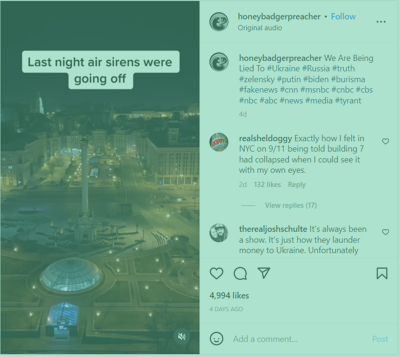 Last night air sirens were
going off
honeybadgerpreacher • Follow
Original audio
honeybadgerpreacher We Are Being
Lied To #Ukraine #Russia #truth
#zelensky #putin #biden #burisma
#fakenews #cnn #msnbc #cnbc #cbs
#nbc #abc #news #media #tyrant
4d
realsheldoggy Exactly how I felt in
NYC on 9/11 being told building 7
had collapsed when I could see it
with my own eyes.
2d 132 likes Reply
View replies (17)
therealjoshschulte It's always been
a show. It's just how they launder
money to Ukraine. Unfortunately
4,994 likes
4 DAYS AGO
Add a comment... Post